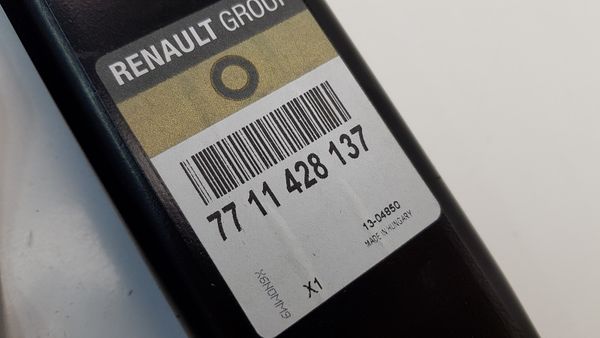 RENAULT GROUP
77 11 428 137
13-04850
MADE IN HUNGARY
X1